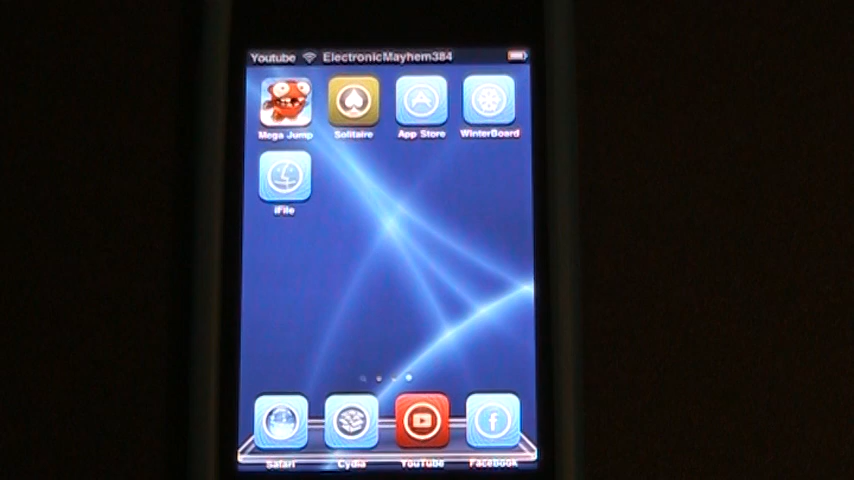 Youtube ElectronicMayhem384
Mega Jump Solitaire App Store WinterBoard
iFile
Safari Cydia YouTube Facebook